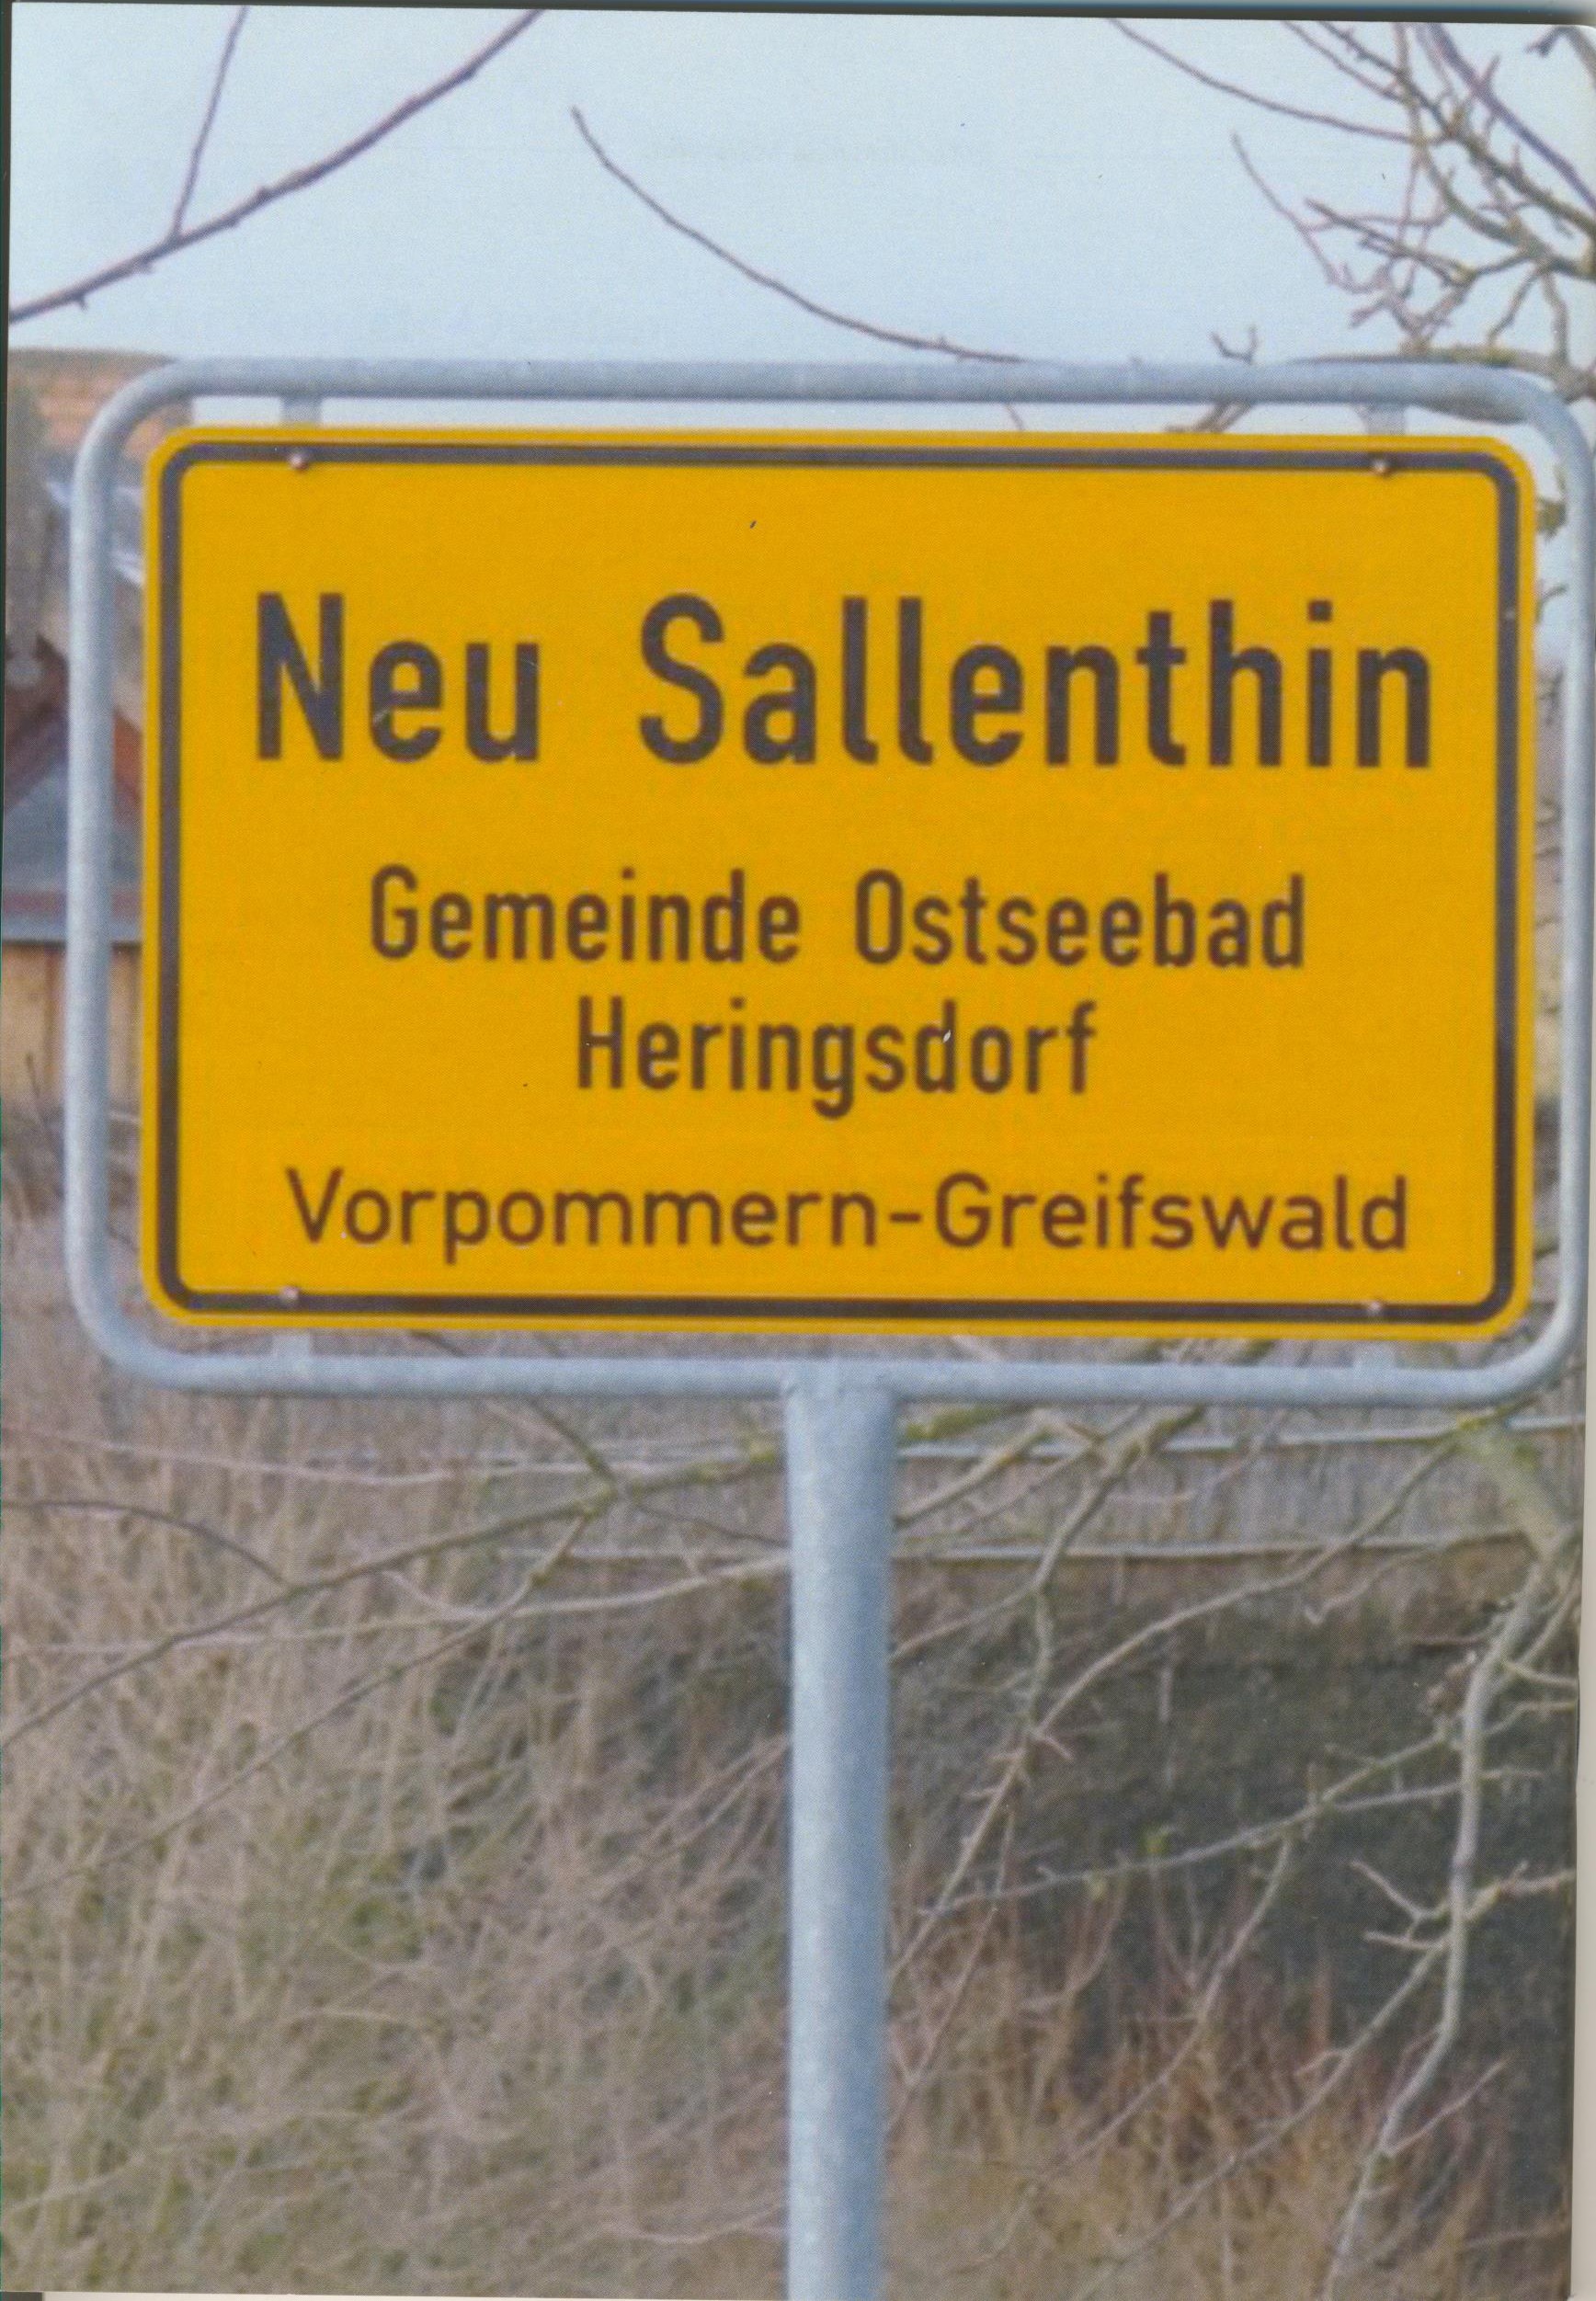 Neu Sallenthin
Gemeinde Ostseebad
Heringsdorf
Vorpommern-Greifswald